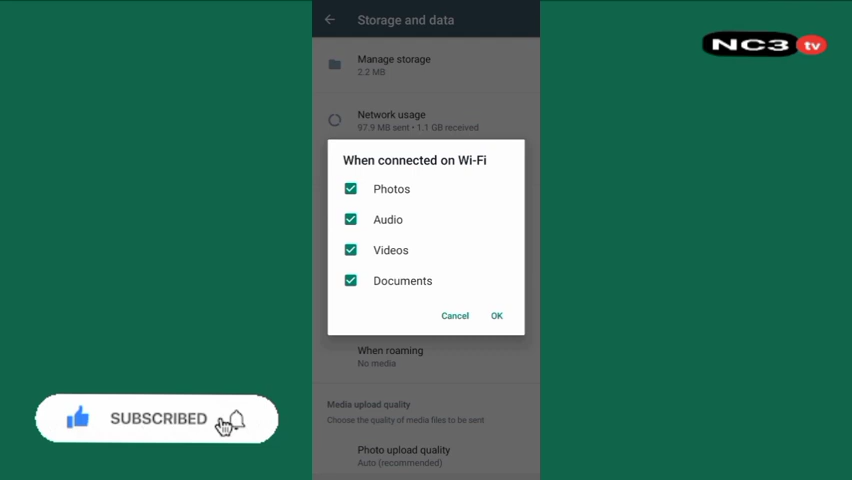 Storage and data
NC3 tv
Manage storage
2.2 MB
Network usage
97.9 MB sent • 1.1 GB received
When connected on Wi-Fi
Photos
Audio
Videos
Documents
Cancel OK
When roaming
No media
Media upload quality
Choose the quality of media files to be sent
SUBSCRIBED
Photo upload quality
Auto (recommended)